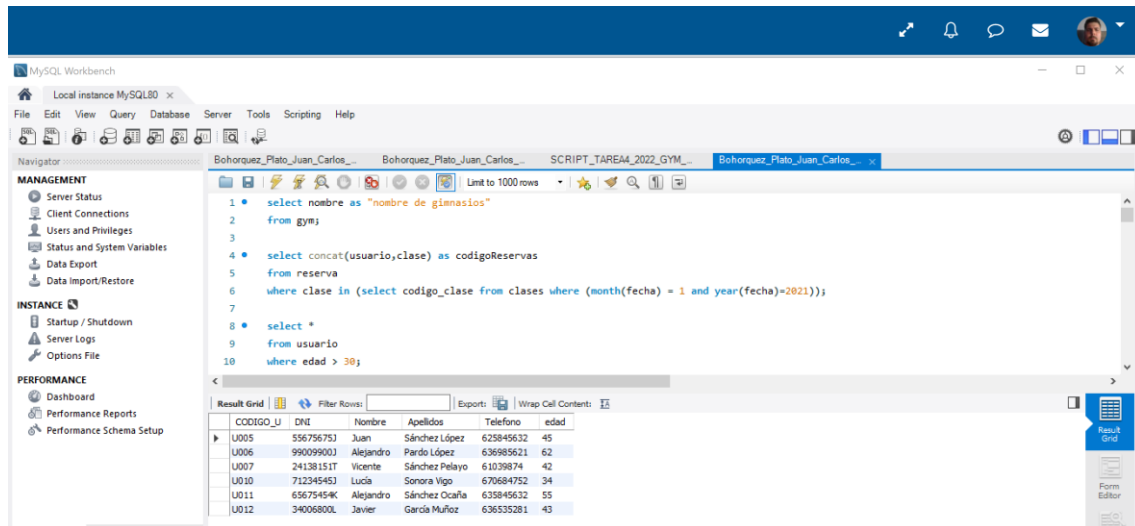 MySQL Workbench
Local instance MySQL80
File Edit View Query Database Server Tools Scripting Help
Navigator
Bohorquez_Plato_Juan_Carlos_... Bohorquez_Plato_Juan_Carlos_... SCRIPT_TAREA4_2022_GYM_... Bohorquez_Plato_Juan_Carlos_...
Limit to 1000 rows
MANAGEMENT
Server Status
Client Connections
Users and Privileges
Status and System Variables
Data Export
Data Import/Restore
INSTANCE
Startup / Shutdown
Server Logs
Options File
PERFORMANCE
Dashboard
Performance Reports
Performance Schema Setup
1 select nombre as "nombre de gimnasios"
2 from gym;
3
4 select concat(usuario,clase) as codigoReservas
5 from reserva
6 where clase in (select codigo_clase from clases where (month(fecha) = 1 and year(fecha)=2021));
7
8 select *
9 from usuario
10 where edad > 30;
Result Grid Filter Rows: Export: Wrap Cell Content:
CODIGO_U DNI Nombre Apellidos Telefono edad
U005 55675675J Juan Sánchez López 625845632 45
U006 99009900J Alejandro Pardo López 636985621 62
U007 24138151T Vicente Sánchez Pelayo 61039874 42
U010 71234545J Lucía Sonora Vigo 670684752 34
U011 65675454K Alejandro Sánchez Ocaña 635845632 55
U012 34006800L Javier García Muñoz 636535281 43
Result
Grid
Form
Editor